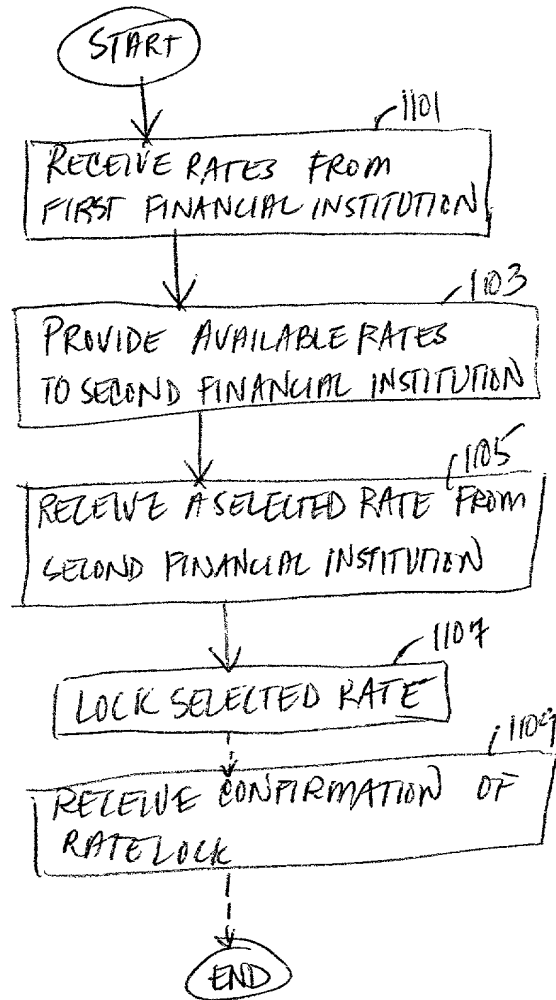 START
1101
RECEIVE RATES FROM
FIRST FINANCIAL INSTITUTION
1103
PROVIDE AVAILABLE RATES
TO SECOND FINANCIAL INSTITUTION
1105
RECEIVE A SELECTED RATE FROM
SECOND FINANCIAL INSTITUTION
1107
LOCK SELECTED RATE
1109
RECEIVE CONFIRMATION OF
RATE LOCK
END